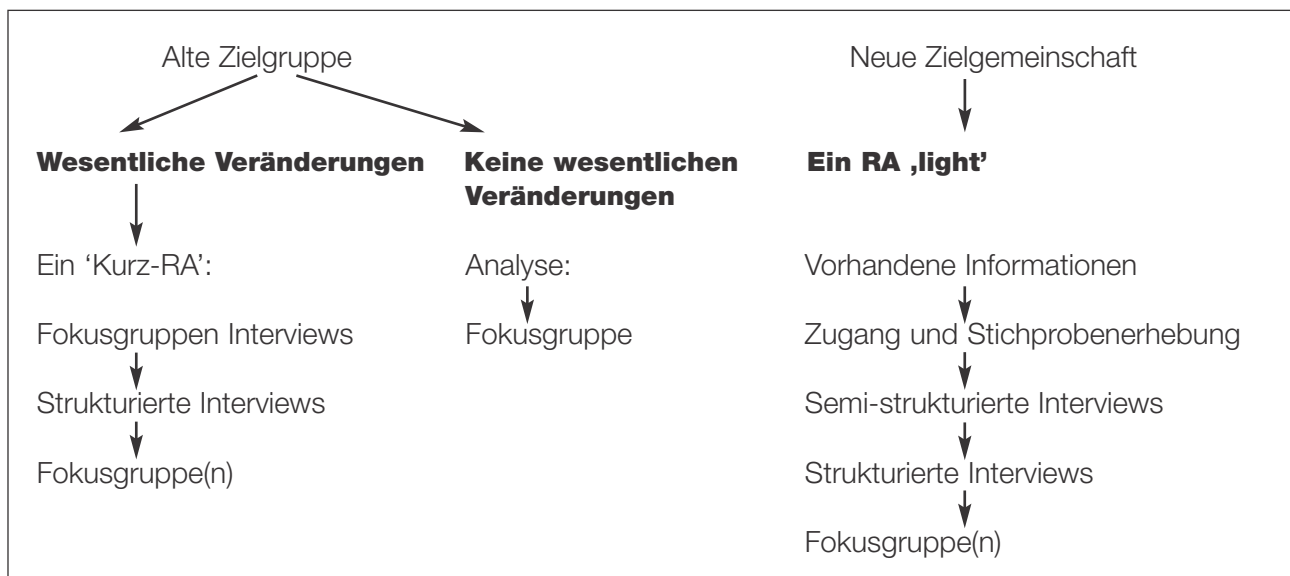 Alte Zielgruppe
Neue Zielgemeinschaft
Wesentliche Veränderungen
Keine wesentlichen
Veränderungen
Ein RA ‚light’
Ein ‘Kurz-RA’:
Fokusgruppen Interviews
Strukturierte Interviews
Fokusgruppe(n)
Analyse:
Fokusgruppe
Vorhandene Informationen
Zugang und Stichprobenerhebung
Semi-strukturierte Interviews
Strukturierte Interviews
Fokusgruppe(n)